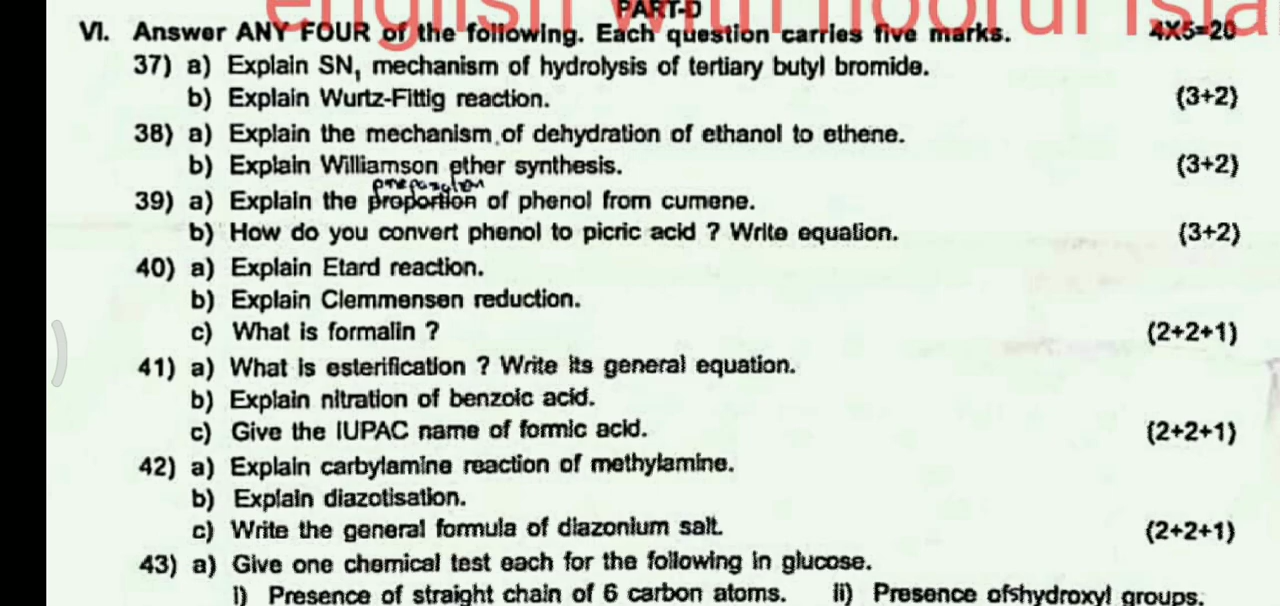 PART-D
english with noorul isla
VI. Answer ANY FOUR of the following. Each question carries five marks. 4X5=20
37) a) Explain SN₁ mechanism of hydrolysis of tertiary butyl bromide.
b) Explain Wurtz-Fittig reaction. (3+2)
38) a) Explain the mechanism of dehydration of ethanol to ethene.
b) Explain Williamson ether synthesis. (3+2)
preparation
39) a) Explain the proportion of phenol from cumene.
b) How do you convert phenol to picric acid ? Write equation. (3+2)
40) a) Explain Etard reaction.
b) Explain Clemmensen reduction.
c) What is formalin ? (2+2+1)
41) a) What is esterification ? Write its general equation.
b) Explain nitration of benzoic acid.
c) Give the IUPAC name of formic acid. (2+2+1)
42) a) Explain carbylamine reaction of methylamine.
b) Explain diazotisation.
c) Write the general formula of diazonium salt. (2+2+1)
43) a) Give one chemical test each for the following in glucose.
i) Presence of straight chain of 6 carbon atoms. ii) Presence of5hydroxyl groups.